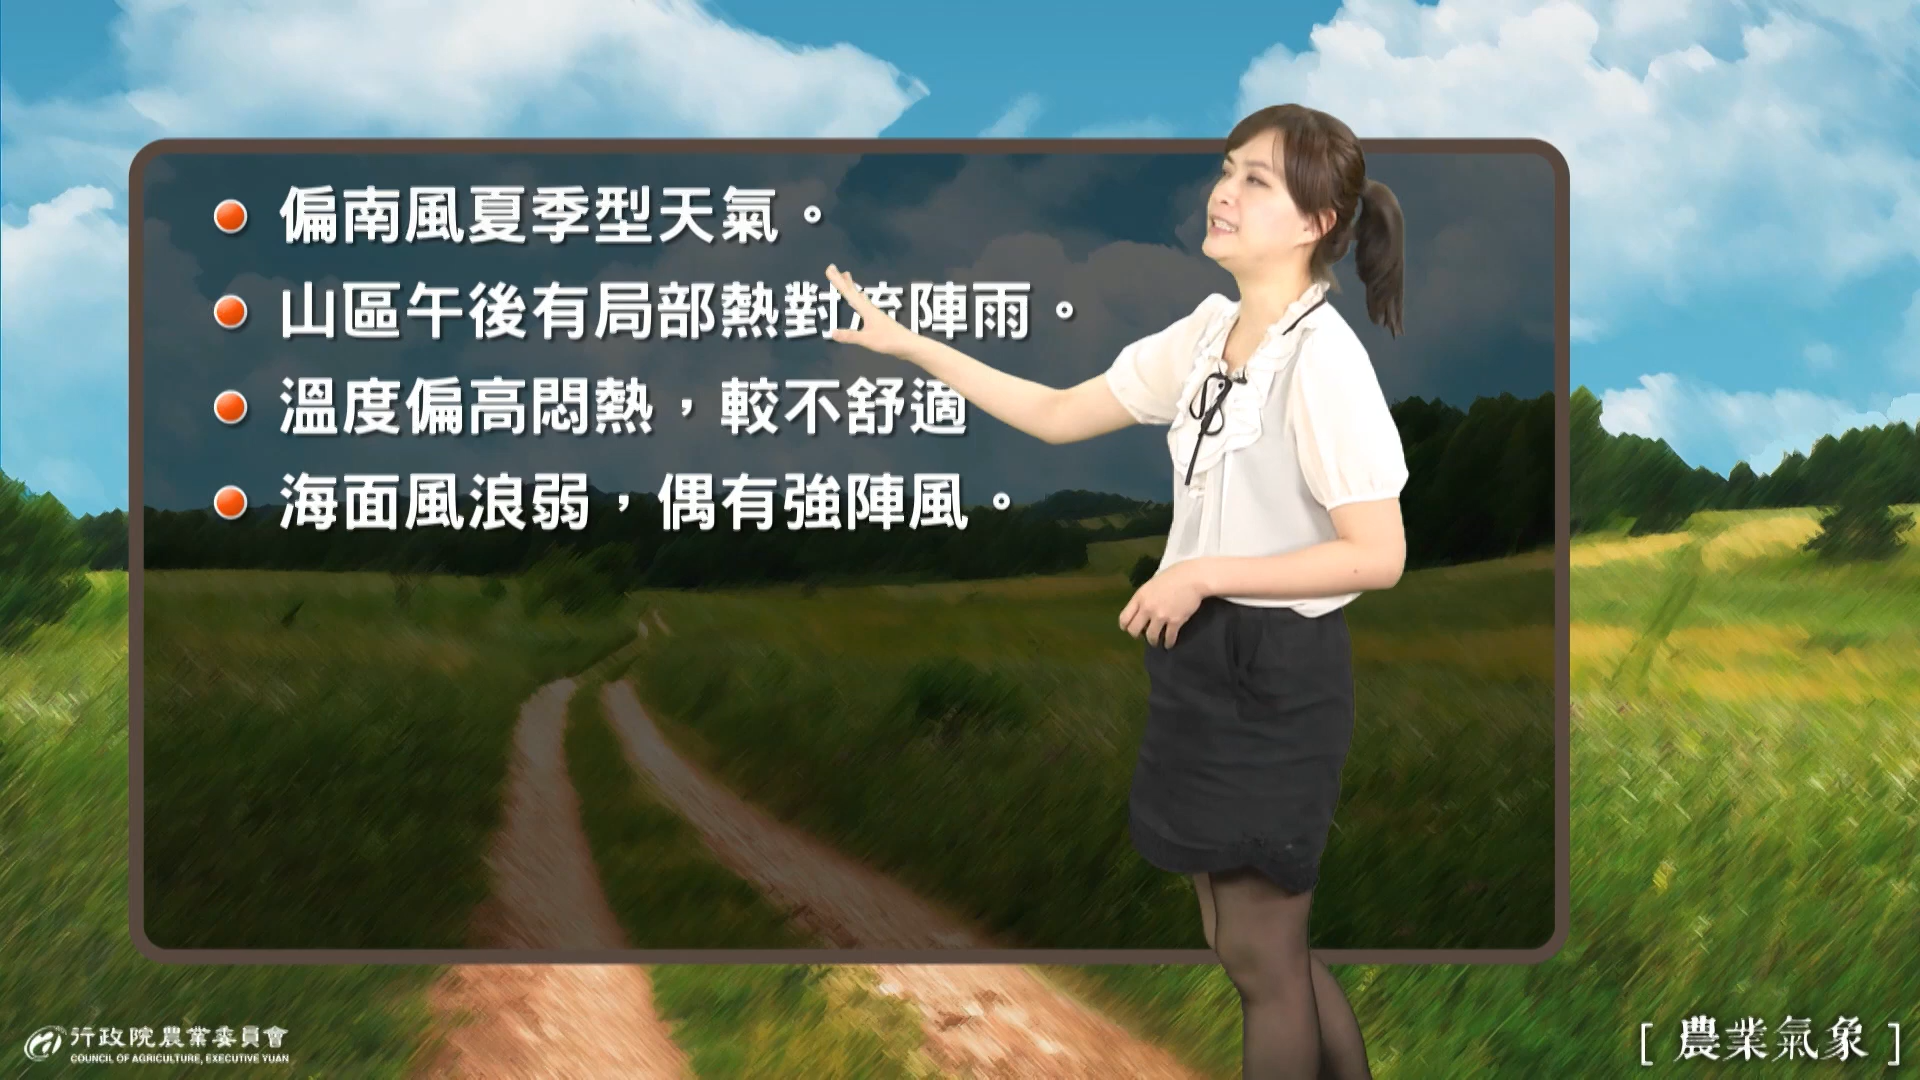 偏南風夏季型天氣。
山區午後有局部熱對流陣雨。
溫度偏高悶熱，較不舒適
海面風浪弱，偶有強陣風。
行政院農業委員會
COUNCIL OF AGRICULTURE, EXECUTIVE YUAN
[ 農業氣象 ]